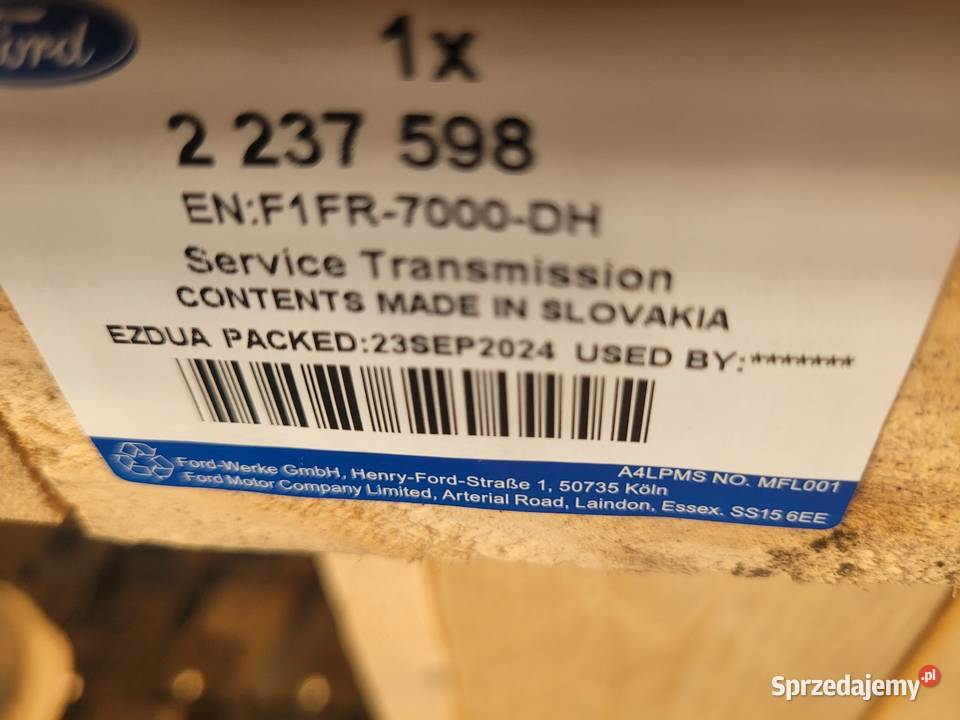 Ford
1x
2 237 598
EN:F1FR-7000-DH
Service Transmission
CONTENTS MADE IN SLOVAKIA
EZDUA PACKED:23SEP2024 USED BY:*******
A4LPMS NO. MFL001
Ford-Werke GmbH, Henry-Ford-Straße 1, 50735 Köln
Ford Motor Company Limited, Arterial Road, Laindon, Essex. SS15 6EE
Sprzedajemy.pl